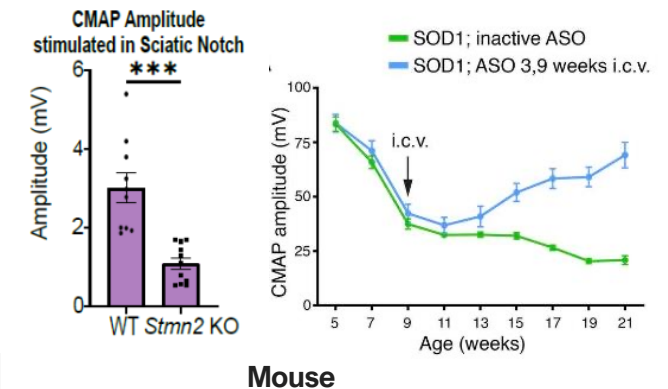 CMAP Amplitude
stimulated in Sciatic Notch
***
Amplitude (mV)
6
4
2
0
WT Stmn2 KO
SOD1; inactive ASO
SOD1; ASO 3,9 weeks i.c.v.
CMAP amplitude (mV)
100
75
50
25
0
i.c.v.
5 7 9 11 13 15 17 19 21
Age (weeks)
Mouse